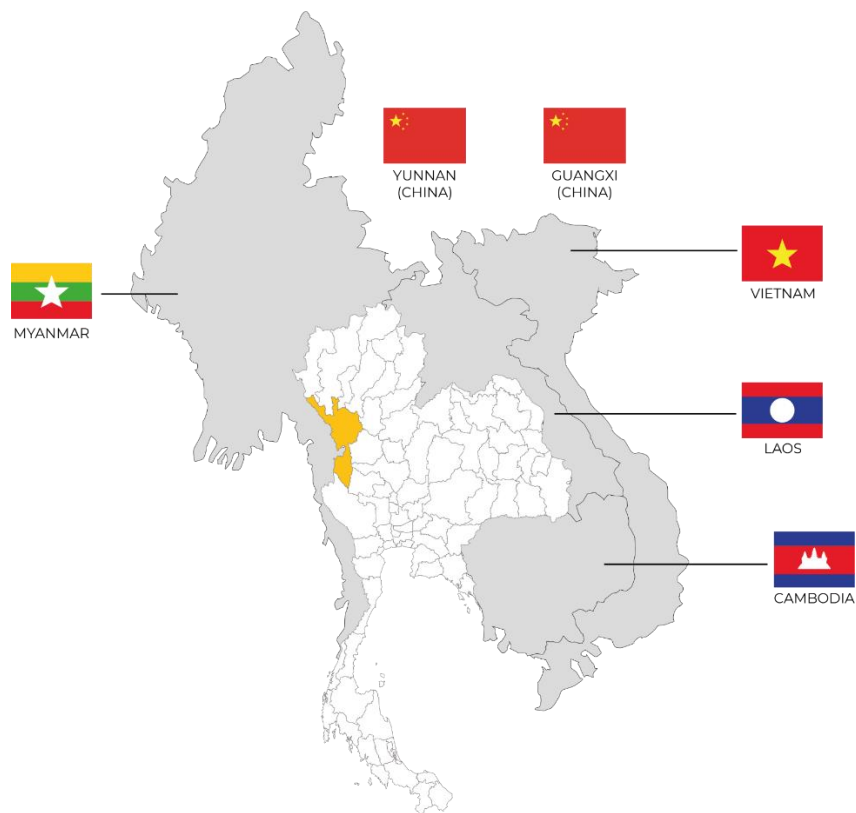 YUNNAN
(CHINA)
GUANGXI
(CHINA)
VIETNAM
MYANMAR
LAOS
CAMBODIA